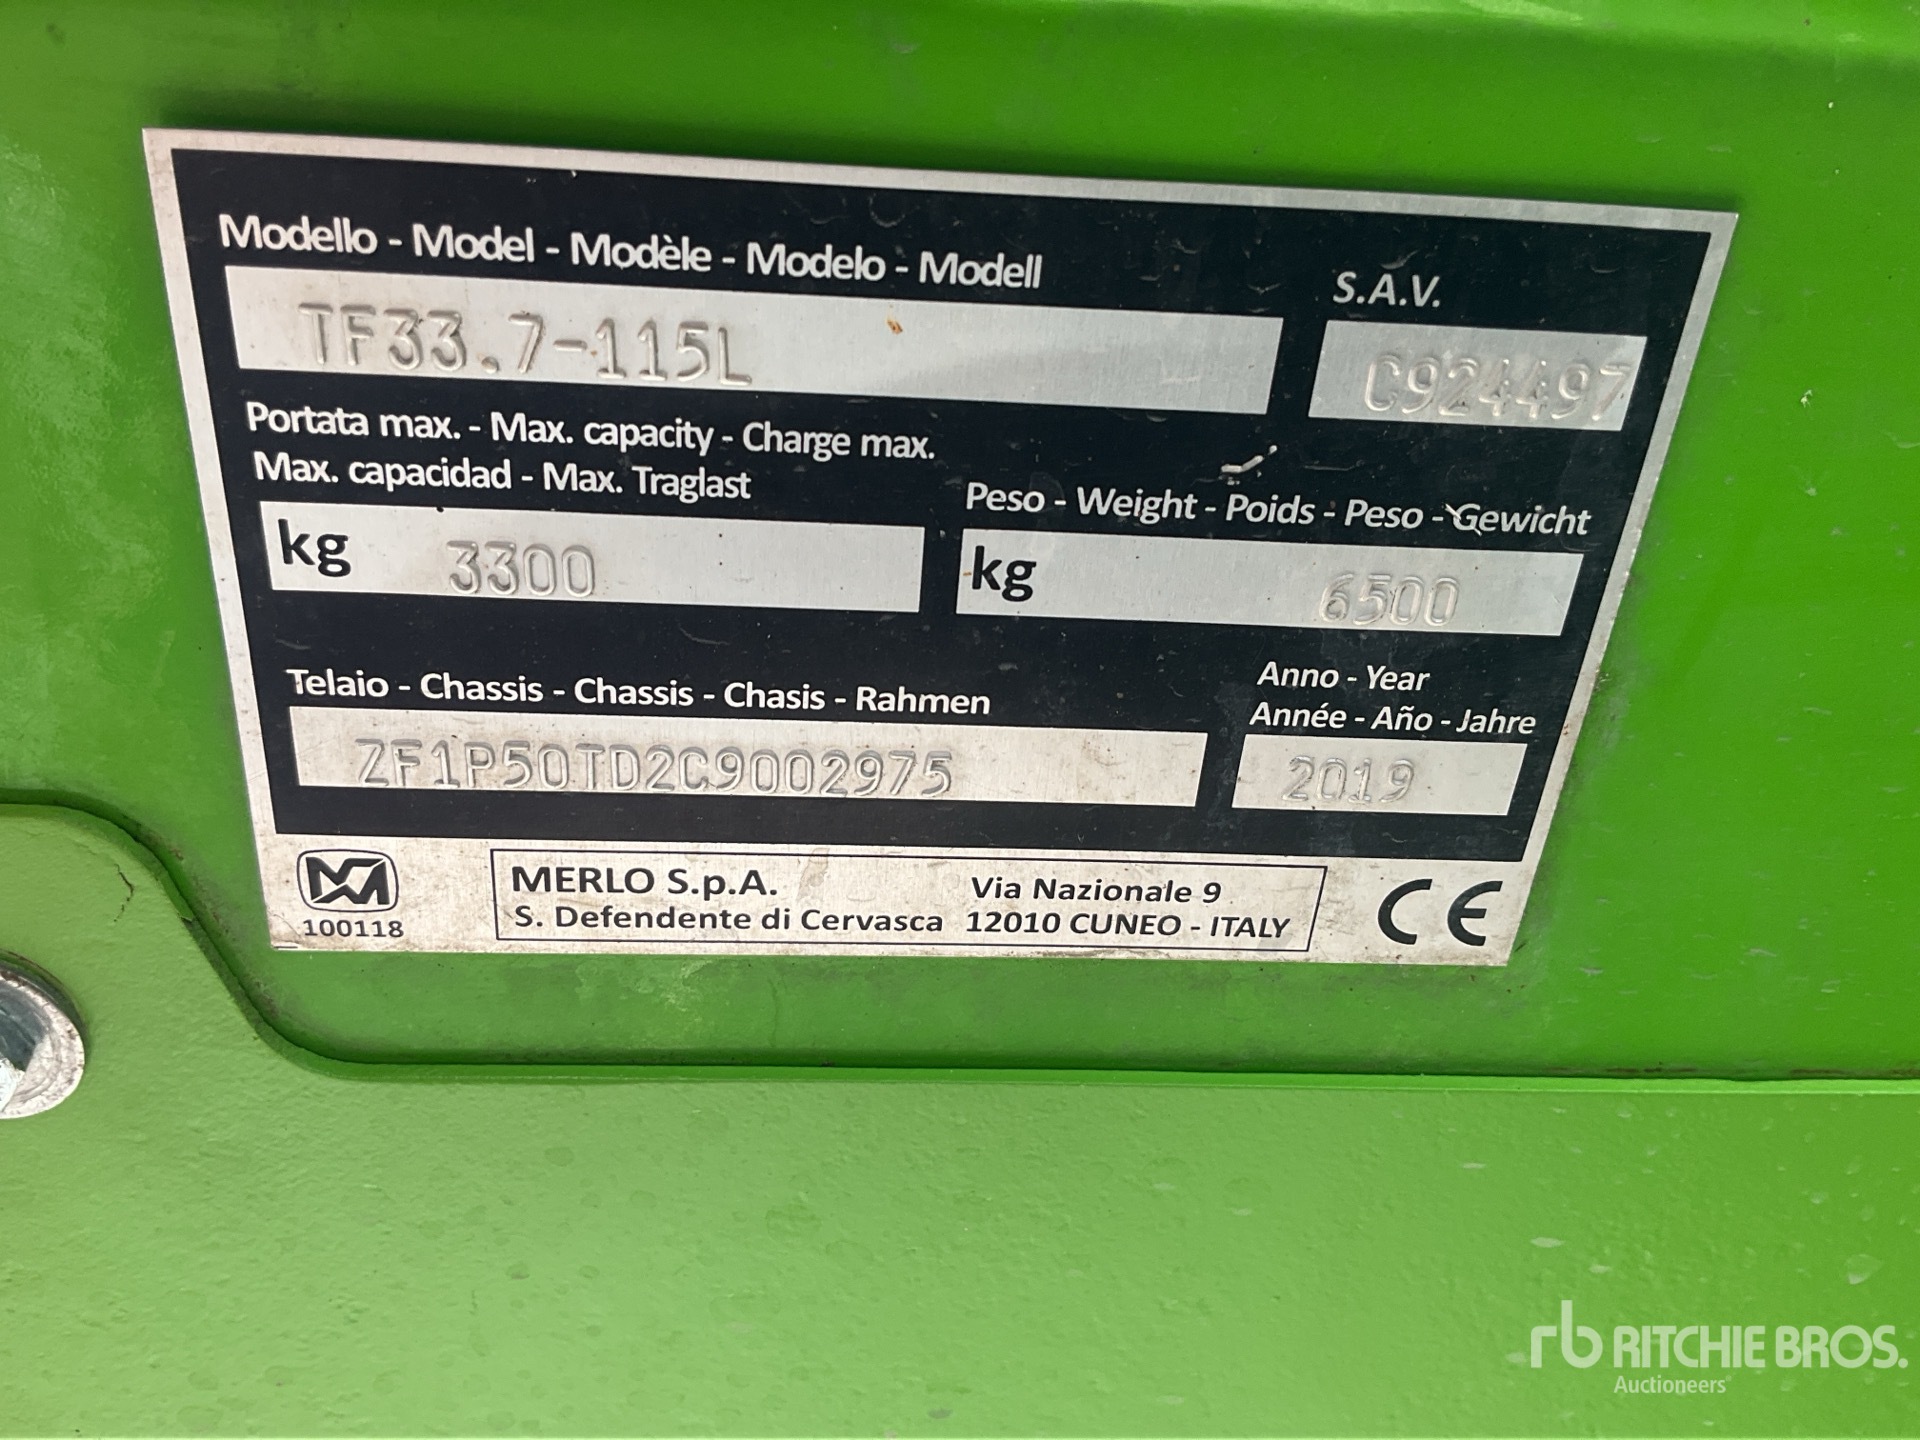 Modello - Model - Modèle - Modelo - Modell
S.A.V.
TF33.7-115L
C924497
Portata max. - Max. capacity - Charge max.
Max. capacidad - Max. Traglast
Peso - Weight - Poids - Peso - Gewicht
kg 3300
kg 6500
Telaio - Chassis - Chassis - Chasis - Rahmen
Anno - Year
Année - Año - Jahre
ZF1P50TD2C9002975
2019
100118
MERLO S.p.A.
S. Defendente di Cervasca
Via Nazionale 9
12010 CUNEO - ITALY
CE
rb RITCHIE BROS.
Auctioneers